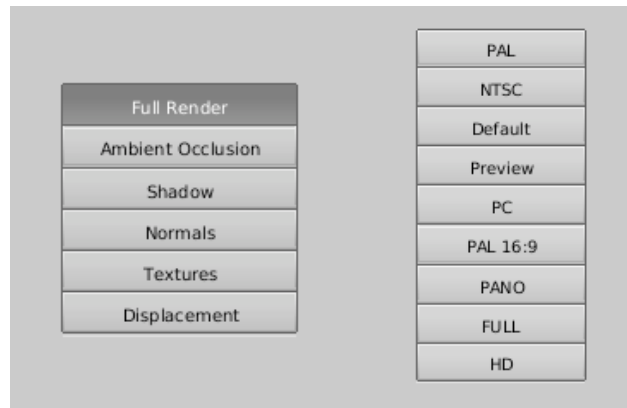 Full Render
Ambient Occlusion
Shadow
Normals
Textures
Displacement
PAL
NTSC
Default
Preview
PC
PAL 16:9
PANO
FULL
HD